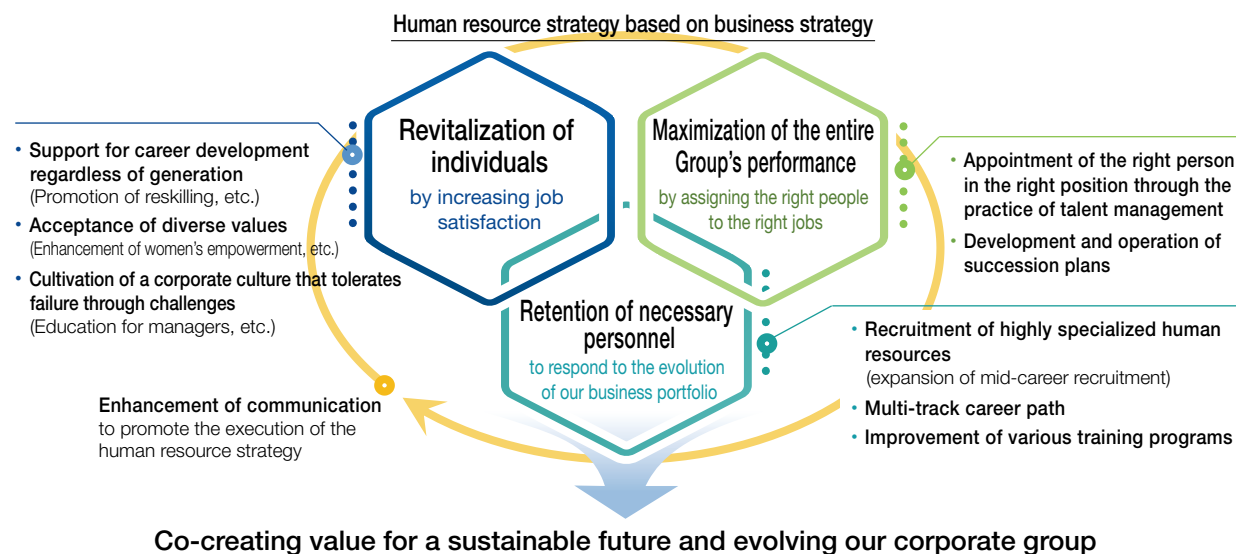 Human resource strategy based on business strategy
Revitalization of
individuals
by increasing job
satisfaction
Maximization of the entire
Group's performance
by assigning the right people
to the right jobs
Retention of necessary
personnel
to respond to the evolution
of our business portfolio
• Support for career development
regardless of generation
(Promotion of reskilling, etc.)
• Acceptance of diverse values
(Enhancement of women's empowerment, etc.)
• Cultivation of a corporate culture that tolerates
failure through challenges
(Education for managers, etc.)
• Appointment of the right person
in the right position through the
practice of talent management
• Development and operation of
succession plans
• Recruitment of highly specialized human
resources
(expansion of mid-career recruitment)
• Multi-track career path
• Improvement of various training programs
Enhancement of communication
to promote the execution of the
human resource strategy
Co-creating value for a sustainable future and evolving our corporate group